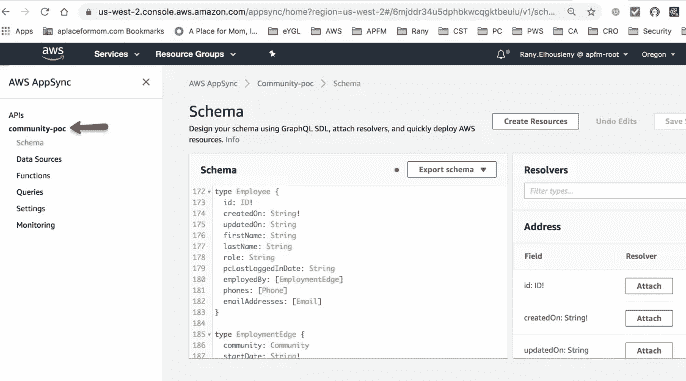 us-west-2.console.aws.amazon.com/appsync/home?region=us-west-2#/6mjddr34u5dphbkwcqgktbeulu/v1/sche...
Apps aplaceformom.com Bookmarks A Place for Mom, I... eYGL AWS APFM Rany CST PC PWS CA CRO Security
aws Services Resource Groups Rany.Elhousieny @ apfm-root Oregon
AWS AppSync
AWS AppSync > Community-poc > Schema
APIs
community-poc
Schema
Data Sources
Functions
Queries
Settings
Monitoring
Schema
Design your schema using GraphQL SDL, attach resolvers, and quickly deploy AWS
resources. Info
Create Resources Undo Edits Save S
Schema Export schema
172 type Employee {
173 id: ID!
174 createdOn: String!
175 updatedOn: String
176 firstName: String
177 lastName: String
178 role: String
179 pcLastLoggedInDate: String
180 employedBy: [EmploymentEdge]
181 phones: [Phone]
182 emailAddresses: [Email]
183 }
184
185 type EmploymentEdge {
186 community: Community
187 startDate: String!
Resolvers
Filter types...
Address
Field Resolver
id: ID! Attach
createdOn: String! Attach
updatedOn: String Attach